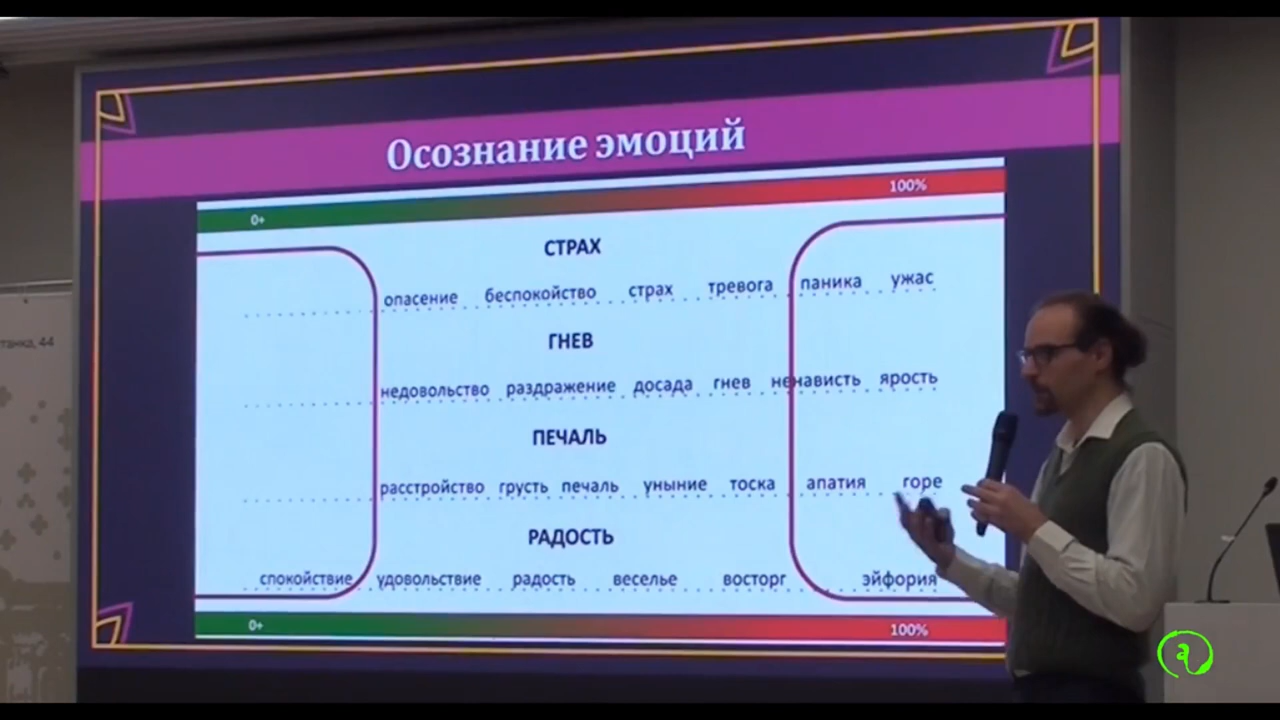 Осознание эмоций
0+ 100%
СТРАХ
опасение беспокойство страх тревога паника ужас
ГНЕВ
недовольство раздражение досада гнев ненависть ярость
ПЕЧАЛЬ
расстройство грусть печаль уныние тоска апатия горе
РАДОСТЬ
спокойствие удовольствие радость веселье восторг эйфория
0+ 100%
44
a